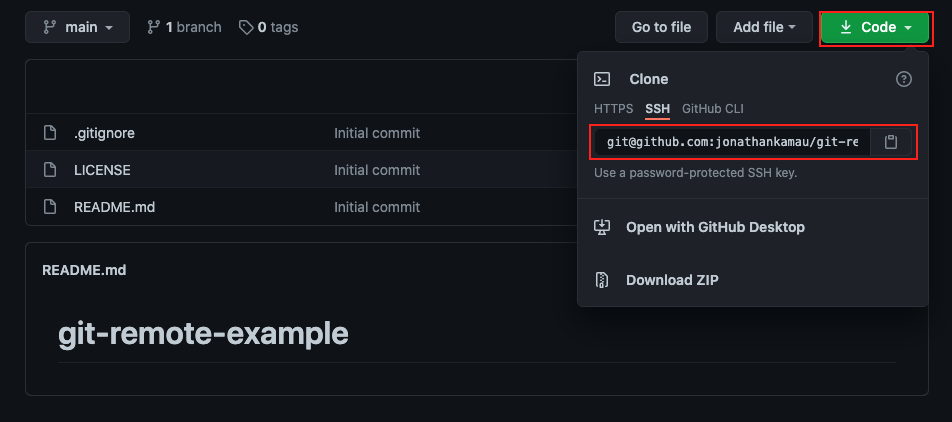 main 1 branch 0 tags Go to file Add file Code
Clone
HTTPS SSH GitHub CLI
git@github.com:jonathankamau/git-re
Use a password-protected SSH key.
Open with GitHub Desktop
Download ZIP
.gitignore Initial commit
LICENSE Initial commit
README.md Initial commit
README.md
git-remote-example